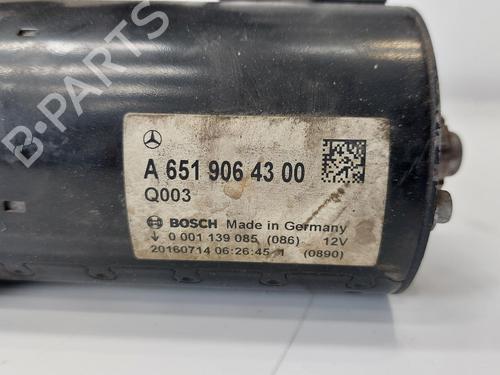 B-PARTS
A 651 906 43 00
Q003
BOSCH Made in Germany
0 001 139 085 (086) 12V
20160714 06:26:45 1 (0890)